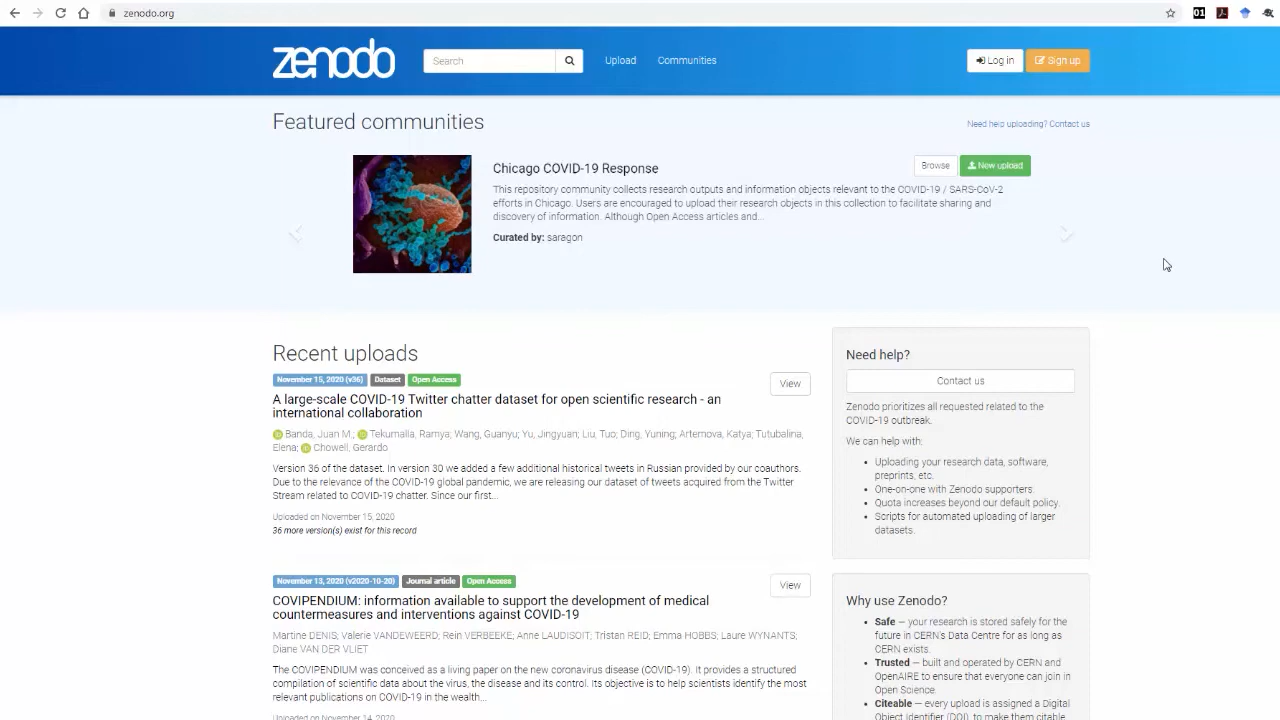 zenodo.org
01
zenodo
Search
Upload
Communities
Log in
Sign up
Featured communities
Need help uploading? Contact us
Chicago COVID-19 Response
Browse
New upload
This repository community collects research outputs and information objects relevant to the COVID-19 / SARS-CoV-2
efforts in Chicago. Users are encouraged to upload their research objects in this collection to facilitate sharing and
discovery of information. Although Open Access articles and...
Curated by: saragon
Recent uploads
November 15, 2020 (v36) Dataset Open Access
View
A large-scale COVID-19 Twitter chatter dataset for open scientific research - an
international collaboration
Banda, Juan M.; Tekumalla, Ramya; Wang, Guanyu; Yu, Jingyuan; Liu, Tuo; Ding, Yuning; Artemova, Katya; Tutubalina,
Elena; Chowell, Gerardo
Version 36 of the dataset. In version 30 we added a few additional historical tweets in Russian provided by our coauthors.
Due to the relevance of the COVID-19 global pandemic, we are releasing our dataset of tweets acquired from the Twitter
Stream related to COVID-19 chatter. Since our first...
Uploaded on November 15, 2020
36 more version(s) exist for this record
November 13, 2020 (v2020-10-20) Journal article Open Access
View
COVIPENDIUM: information available to support the development of medical
countermeasures and interventions against COVID-19
Martine DENIS; Valerie VANDEWEERD; Rein VERBEEKE; Anne LAUDISOIT; Tristan REID; Emma HOBBS; Laure WYNANTS;
Diane VAN DER VLIET
The COVIPENDIUM was conceived as a living paper on the new coronavirus disease (COVID-19). It provides a structured
compilation of scientific data about the virus, the disease and its control. Its objective is to help scientists identify the most
relevant publications on COVID-19 in the wealth...
Uploaded on November 14, 2020
Need help?
Contact us
Zenodo prioritizes all requested related to the
COVID-19 outbreak.
We can help with:
Uploading your research data, software,
preprints, etc.
One-on-one with Zenodo supporters.
Quota increases beyond our default policy.
Scripts for automated uploading of larger
datasets.
Why use Zenodo?
Safe — your research is stored safely for the
future in CERN's Data Centre for as long as
CERN exists.
Trusted — built and operated by CERN and
OpenAIRE to ensure that everyone can join in
Open Science.
Citeable — every upload is assigned a Digital
Object Identifier (DOI), to make them citable